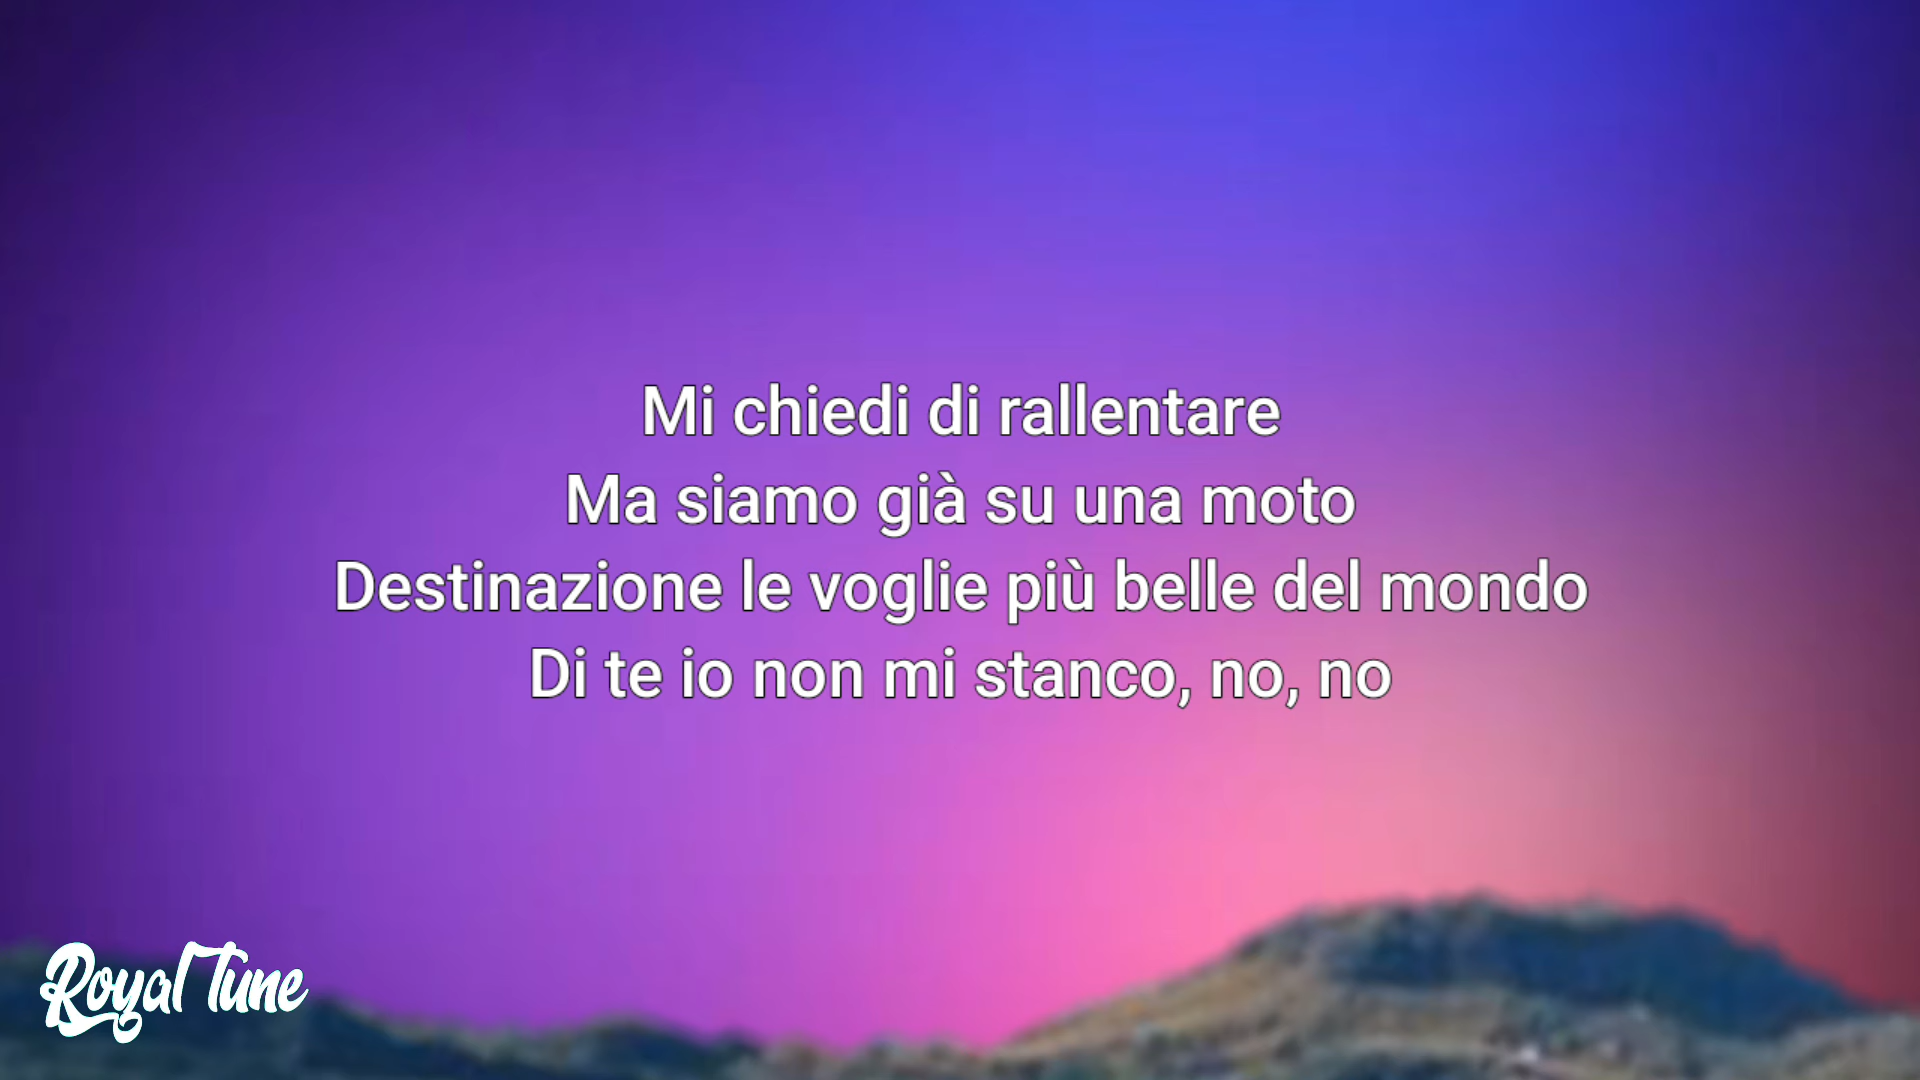 Mi chiedi di rallentare
Ma siamo già su una moto
Destinazione le voglie più belle del mondo
Di te io non mi stanco, no, no
Royal Tune